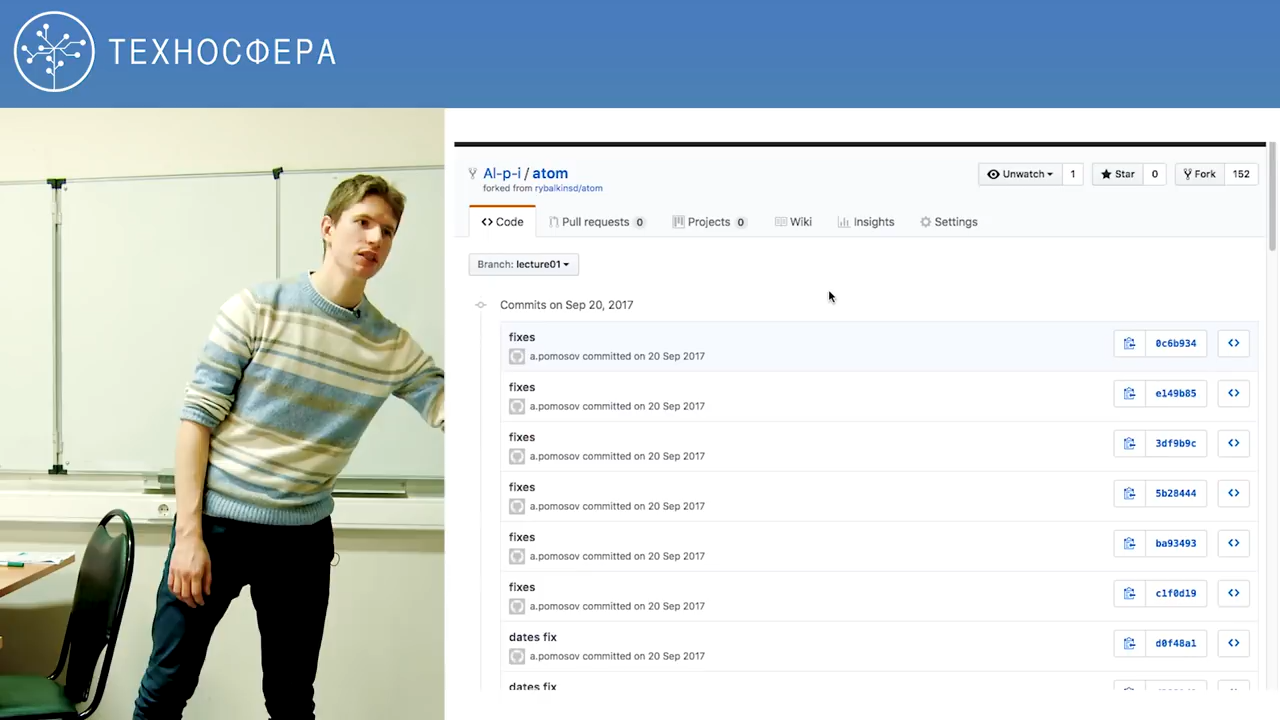 ТЕХНОСФЕРА
Al-p-i / atom
forked from rybalkinsd/atom
Unwatch 1 Star 0 Fork 152
Code Pull requests 0 Projects 0 Wiki Insights Settings
Branch: lecture01
Commits on Sep 20, 2017
fixes
a.pomosov committed on 20 Sep 2017
0c6b934
fixes
a.pomosov committed on 20 Sep 2017
e149b85
fixes
a.pomosov committed on 20 Sep 2017
3df9b9c
fixes
a.pomosov committed on 20 Sep 2017
5b28444
fixes
a.pomosov committed on 20 Sep 2017
ba93493
fixes
a.pomosov committed on 20 Sep 2017
c1f0d19
dates fix
a.pomosov committed on 20 Sep 2017
d0f48a1
dates fix